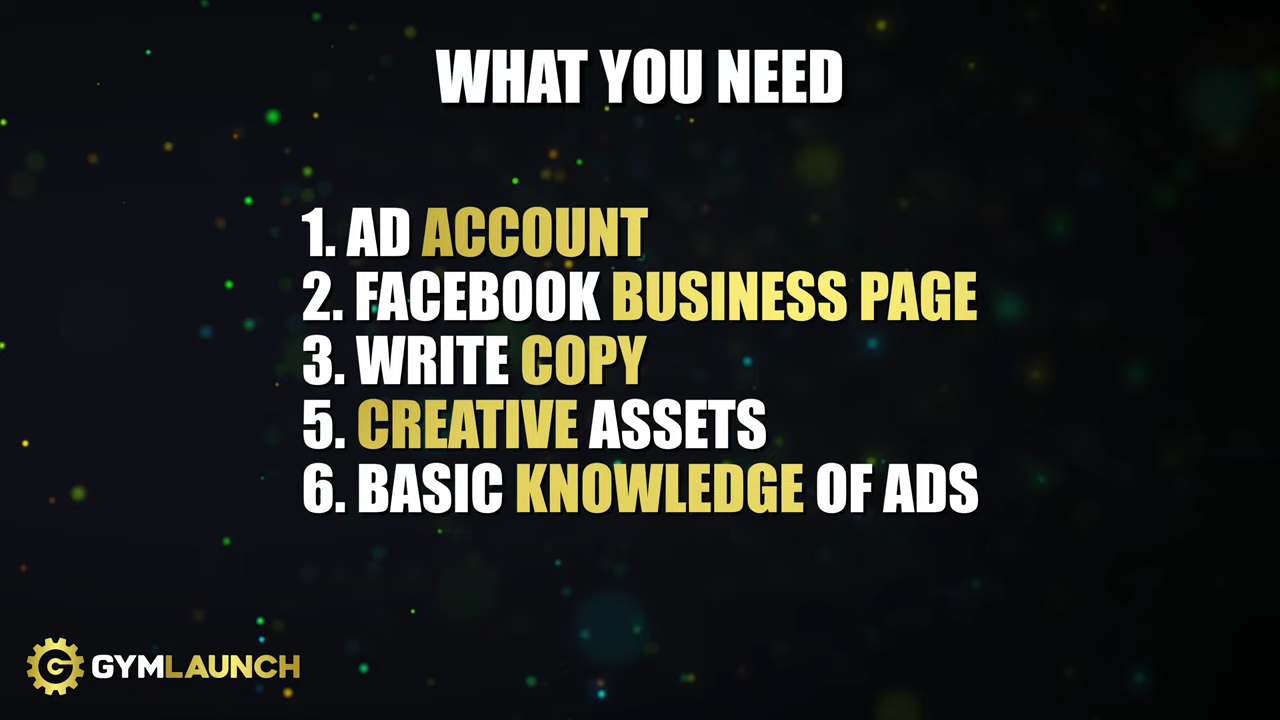 WHAT YOU NEED
1. AD ACCOUNT
2. FACEBOOK BUSINESS PAGE
3. WRITE COPY
5. CREATIVE ASSETS
6. BASIC KNOWLEDGE OF ADS
GYMLAUNCH